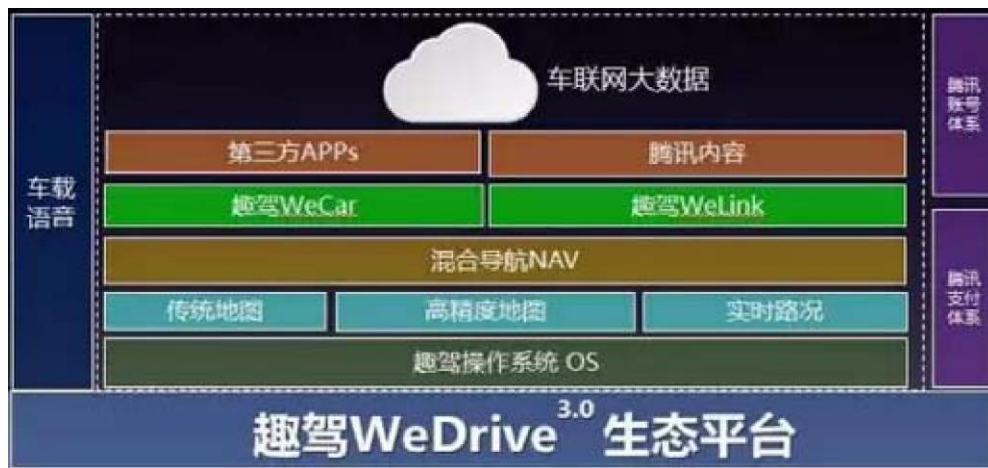 车联网大数据
第三方APPs
腾讯内容
车载
语音
趣驾WeCar
趣驾WeLink
混合导航NAV
传统地图
高精度地图
实时路况
趣驾操作系统 OS
腾讯
账号
体系
腾讯
支付
体系
趣驾WeDrive 3.0 生态平台